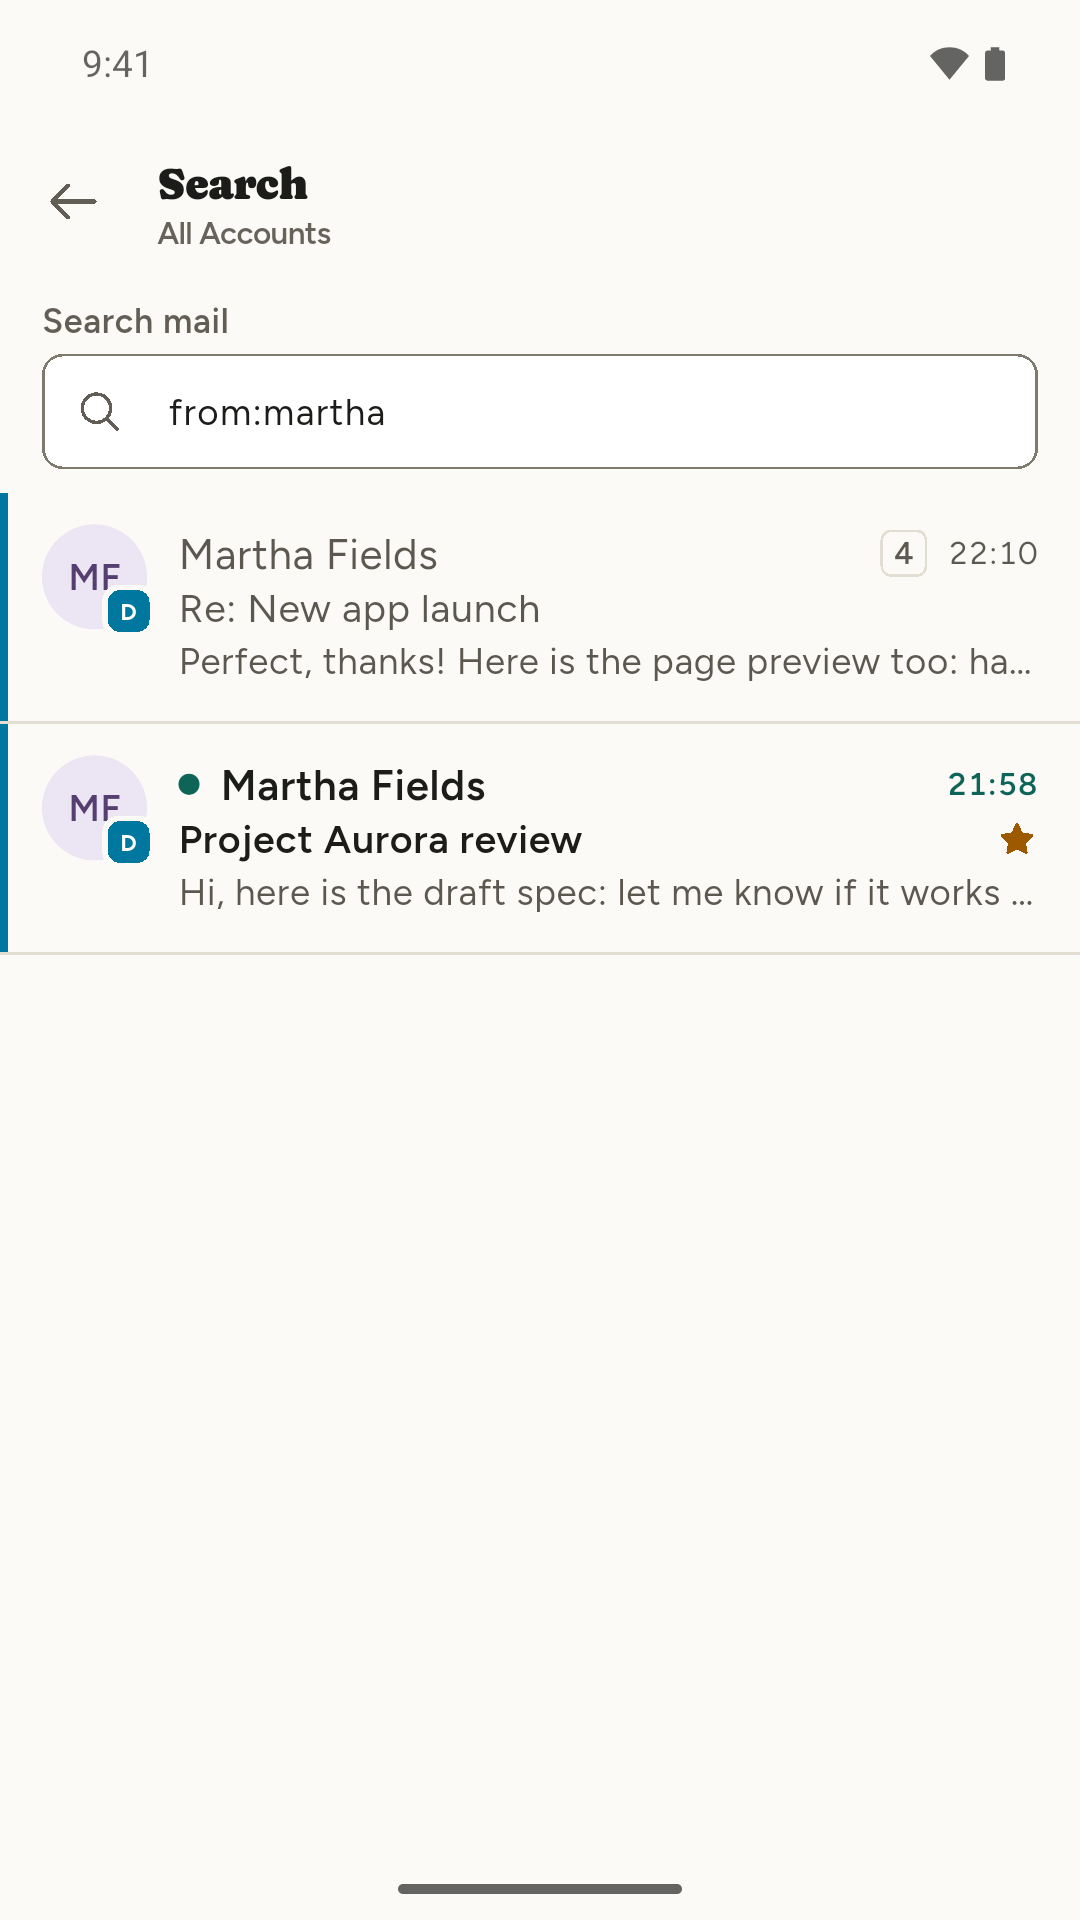 9:41
Search
All Accounts
Search mail
from:martha
MF
D
Martha Fields
4
22:10
Re: New app launch
Perfect, thanks! Here is the page preview too: ha...
MF
D
Martha Fields
21:58
Project Aurora review
Hi, here is the draft spec: let me know if it works ...